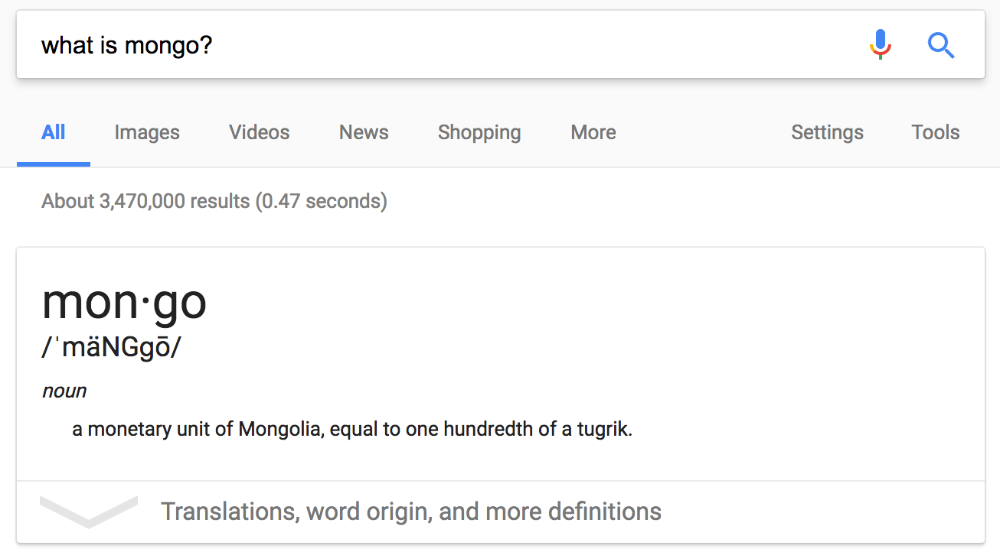 what is mongo?
All Images Videos News Shopping More Settings Tools
About 3,470,000 results (0.47 seconds)
mon·go
/ˈmäNGgō/
noun
a monetary unit of Mongolia, equal to one hundredth of a tugrik.
Translations, word origin, and more definitions